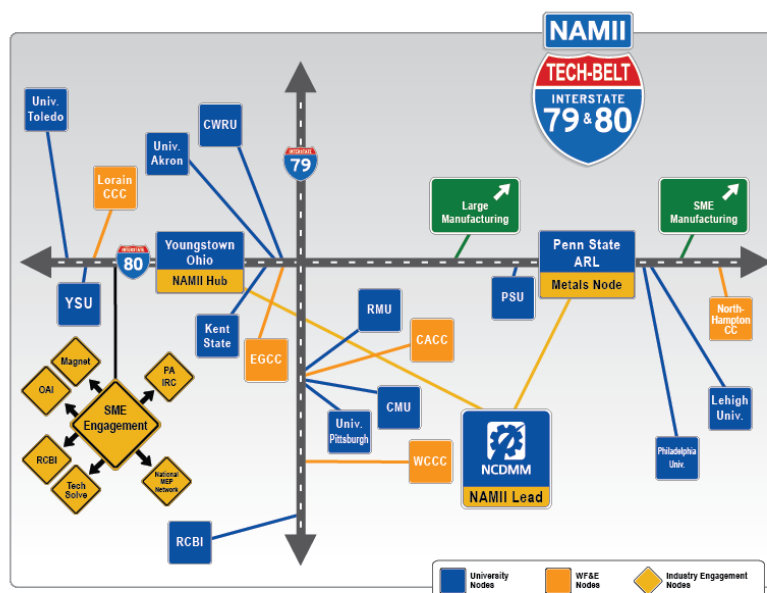 NAMII
TECH-BELT
INTERSTATE
79 & 80
Univ.
Toledo
CWRU
Univ.
Akron
INTERSTATE
79
Lorain
CCC
Large
Manufacturing
SME
Manufacturing
INTERSTATE
80
Youngstown
Ohio
NAMII Hub
Penn State
ARL
Metals Node
YSU
PSU
RMU
North-
Hampton
CC
Kent
State
EGCC
CACC
Magnet
PA
IRC
OAI
SME
Engagement
CMU
Lehigh
Univ.
Univ.
Pittsburgh
NCDMM
NAMII Lead
Philadelphia
Univ.
RCBI
WCCC
Tech
Solve
National
MEP
Network
RCBI
University
Nodes
WF&E
Nodes
Industry Engagement
Nodes